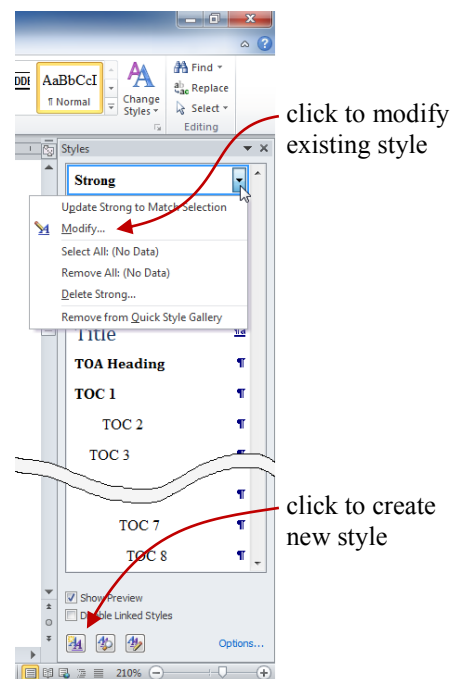 Find
Replace
Select
Editing
AaBbCcI
¶ Normal
Change
Styles
click to modify
existing style
Styles
Strong
Update Strong to Match Selection
Modify...
Select All: (No Data)
Remove All: (No Data)
Delete Strong...
Remove from Quick Style Gallery
Title
TOA Heading ¶
TOC 1 ¶
TOC 2 ¶
TOC 3
¶
TOC 7 ¶
TOC 8 ¶
click to create
new style
Show Preview
Disable Linked Styles
Options...
210%